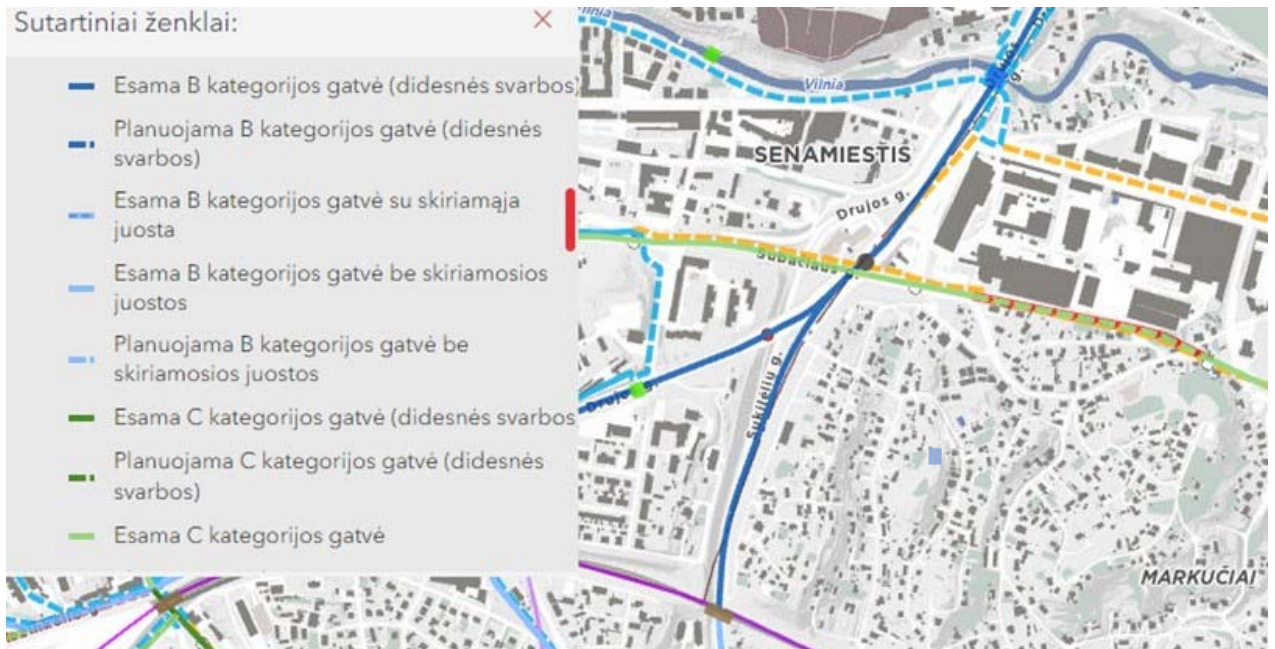 Sutartiniai ženklai:
Esama B kategorijos gatvė (didesnės svarbos)
Planuojama B kategorijos gatvė (didesnės
svarbos)
Esama B kategorijos gatvė su skiriamąja
juosta
Esama B kategorijos gatvė be skiriamosios
juostos
Planuojama B kategorijos gatvė be
skiriamosios juostos
Esama C kategorijos gatvė (didesnės svarbos
Planuojama C kategorijos gatvė (didesnės
svarbos)
Esama C kategorijos gatvė
Vilnia
SENAMIESTIS
Drujos g.
Subačiaus
Sukilėlių g.
MARKUČIAI